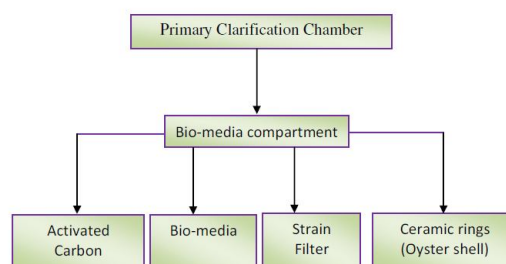 Primary Clarification Chamber
Bio-media compartment
Activated
Carbon
Bio-media
Strain
Filter
Ceramic rings
(Oyster shell)